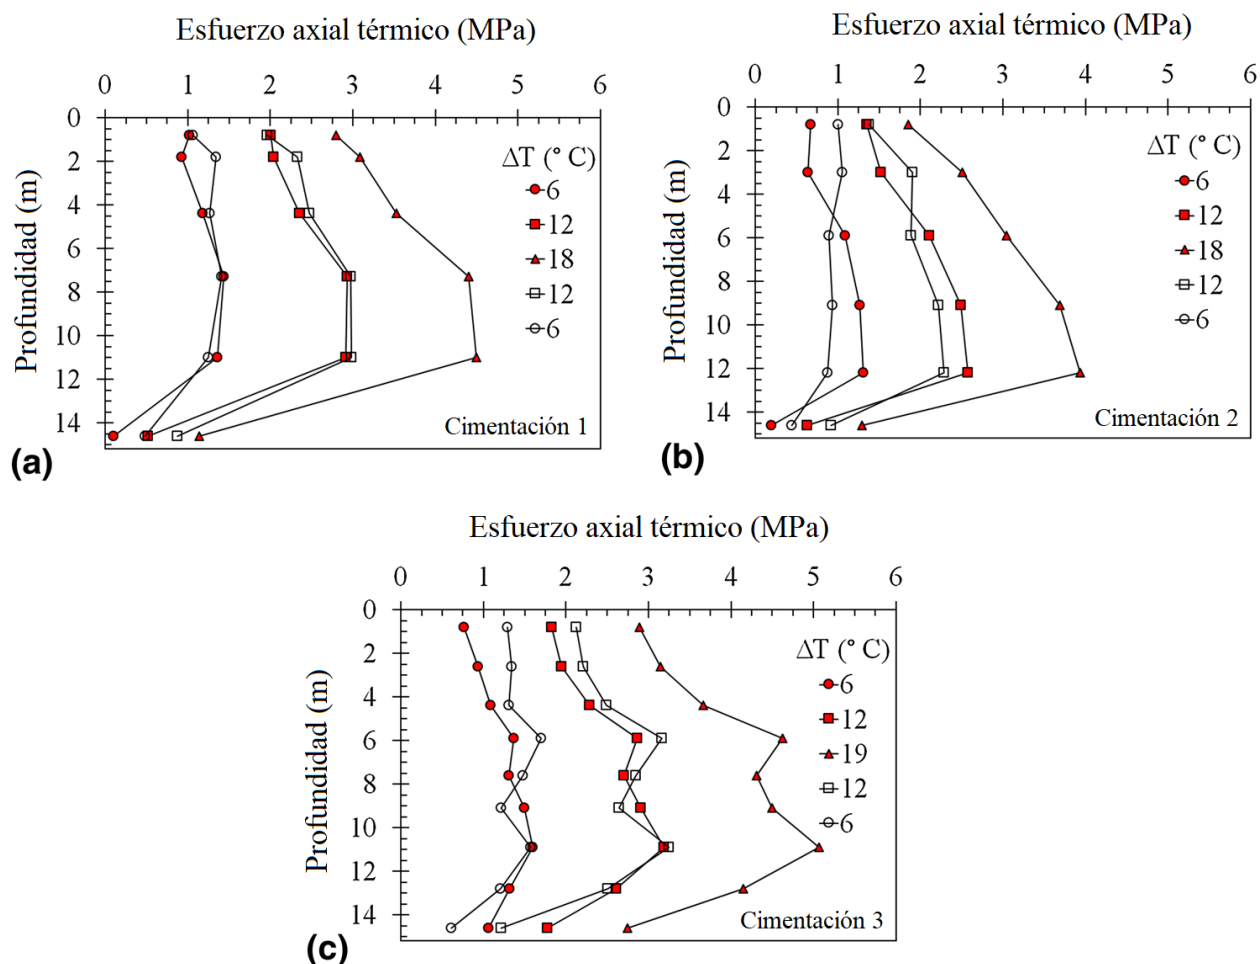 Esfuerzo axial térmico (MPa)
0 1 2 3 4 5 6
0
2
4
6
8
10
12
14
Profundidad (m)
ΔT (° C)
6
12
18
12
6
Cimentación 1
(a)
Esfuerzo axial térmico (MPa)
0 1 2 3 4 5 6
0
2
4
6
8
10
12
14
Profundidad (m)
ΔT (° C)
6
12
18
12
6
Cimentación 2
(b)
Esfuerzo axial térmico (MPa)
0 1 2 3 4 5 6
0
2
4
6
8
10
12
14
Profundidad (m)
ΔT (° C)
6
12
19
12
6
Cimentación 3
(c)